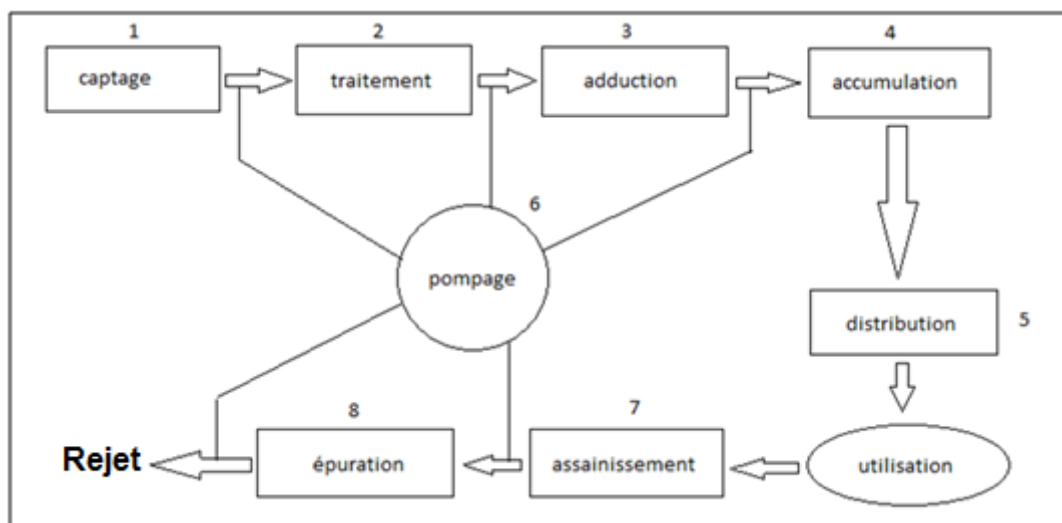 1
captage
2
traitement
3
adduction
4
accumulation
6
pompage
distribution
5
utilisation
7
assainissement
8
épuration
Rejet